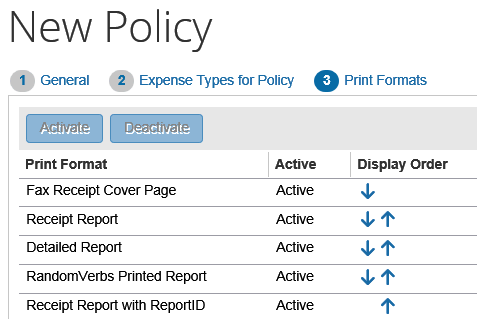 New Policy
1 General 2 Expense Types for Policy 3 Print Formats
Activate Deactivate
Print Format Active Display Order
Fax Receipt Cover Page Active
Receipt Report Active
Detailed Report Active
RandomVerbs Printed Report Active
Receipt Report with ReportID Active